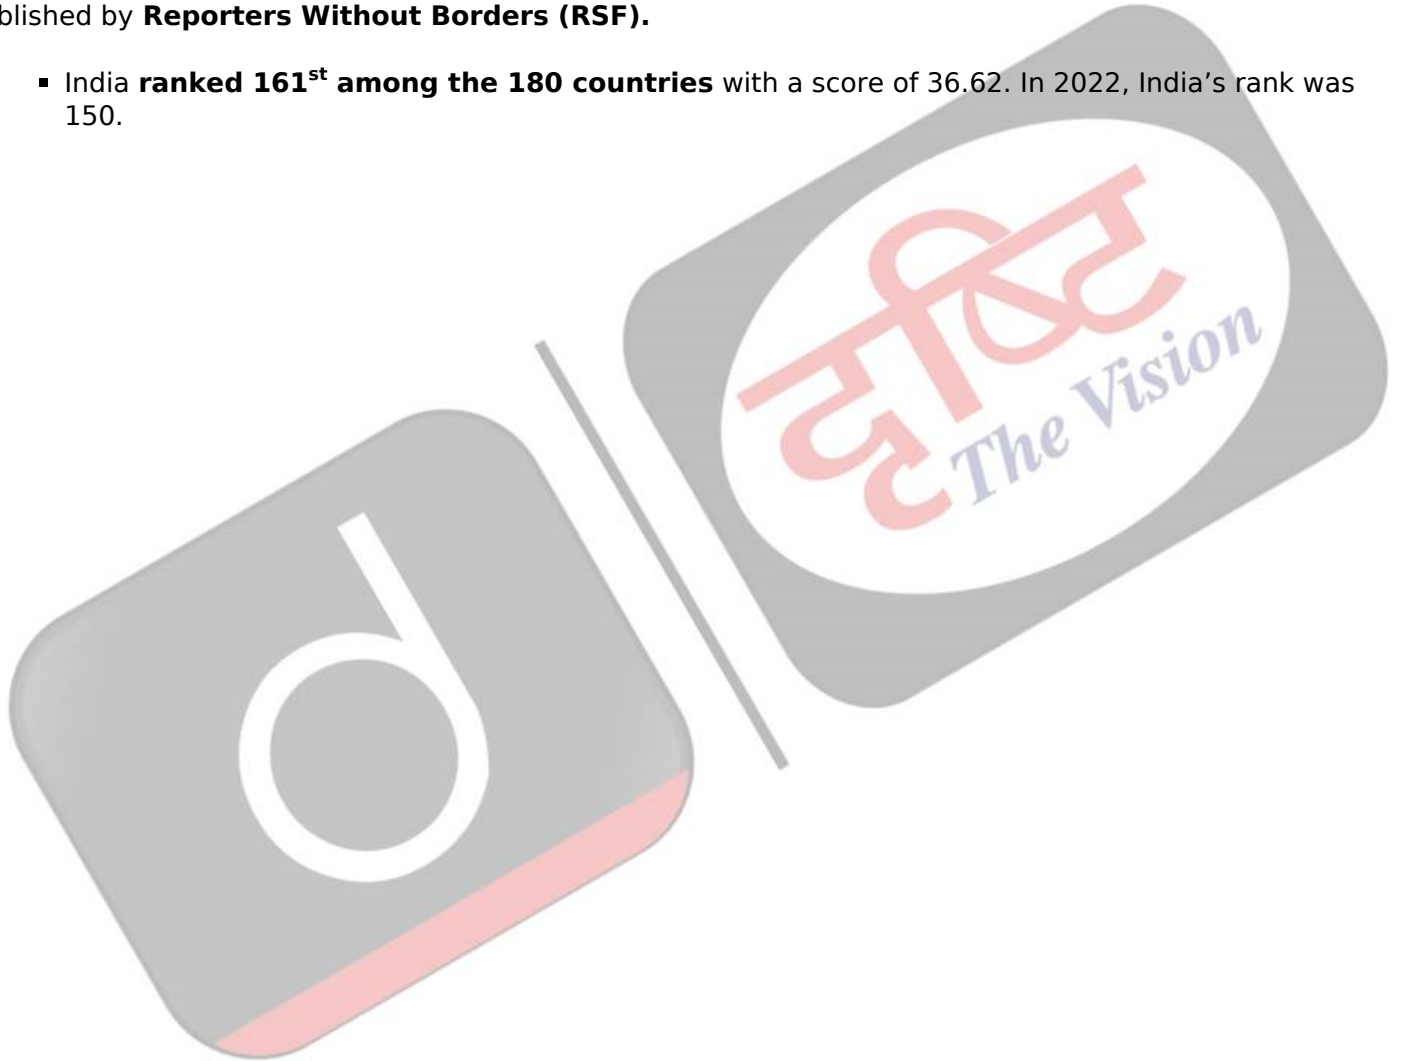 blished by Reporters Without Borders (RSF).
▪ India ranked 161st among the 180 countries with a score of 36.62. In 2022, India’s rank was
150.
दृष्टि
The Vision
d